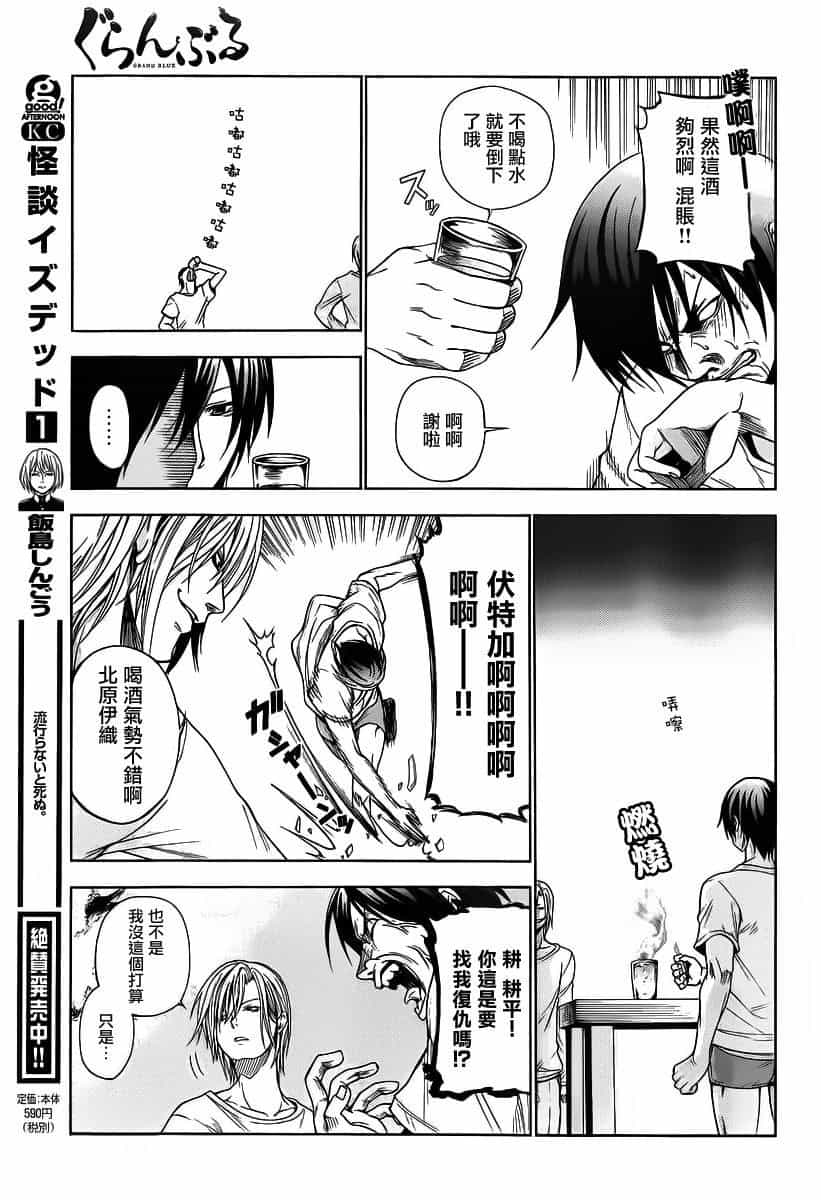 ぐらんぶる
GRAND BLUE
噗啊啊—
果然這酒
夠烈啊 混賬!!
不喝點水
就要倒下
了哦
スッ
啊啊
謝啦
咕嘟咕嘟咕嘟咕嘟
……
哢嚓
燃燒
伏特加啊啊啊啊
啊啊——!!
ガシャァン
喝酒氣勢不錯啊
北原伊織
耕 耕平!
你這是要
找我復仇嗎!?
也不是
我沒這個打算
只是…
good!
AFTERNOON
KC
怪談イズデッド1
飯島しんごう
流行らないと死ぬ。
絶賛発売中!!
定価:本体
590円
(税別)